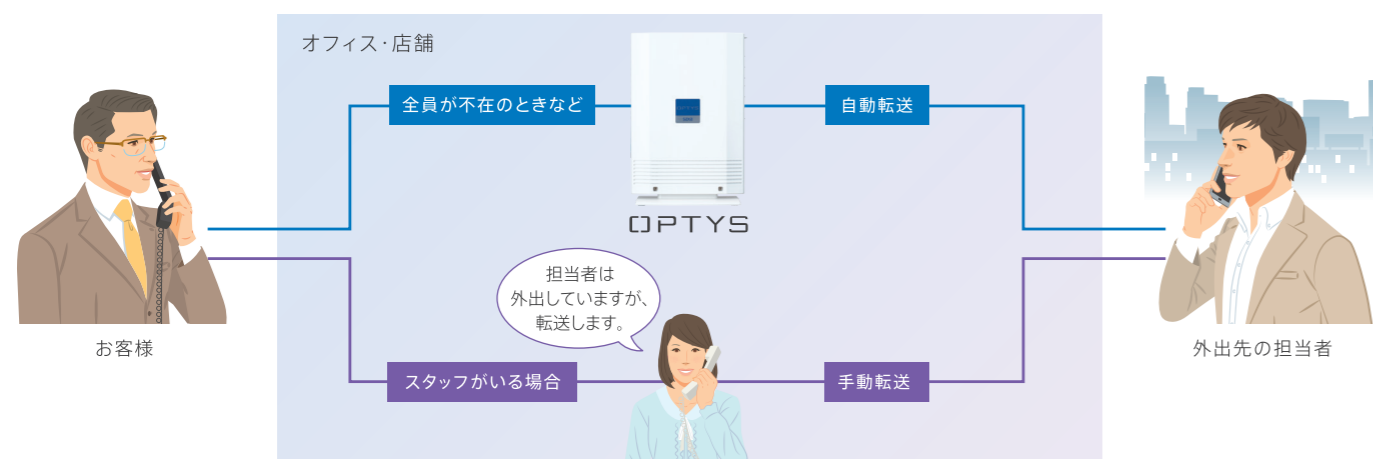 オフィス・店舗
全員が不在のときなど
自動転送
OPTYS
担当者は
外出していますが、
転送します。
お客様
外出先の担当者
スタッフがいる場合
手動転送